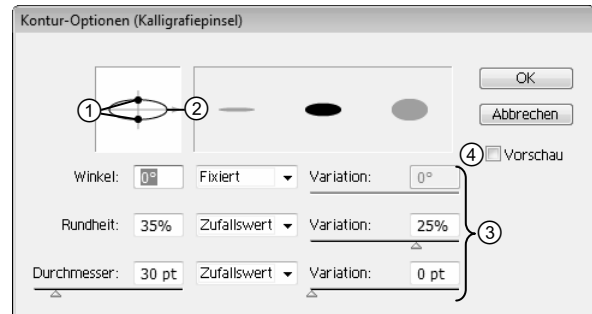 Kontur-Optionen (Kalligrafiepinsel)
1 2
OK
Abbrechen
4 Vorschau
Winkel: 0° Fixiert Variation: 0°
Rundheit: 35% Zufallswert Variation: 25%
3
Durchmesser: 30 pt Zufallswert Variation: 0 pt